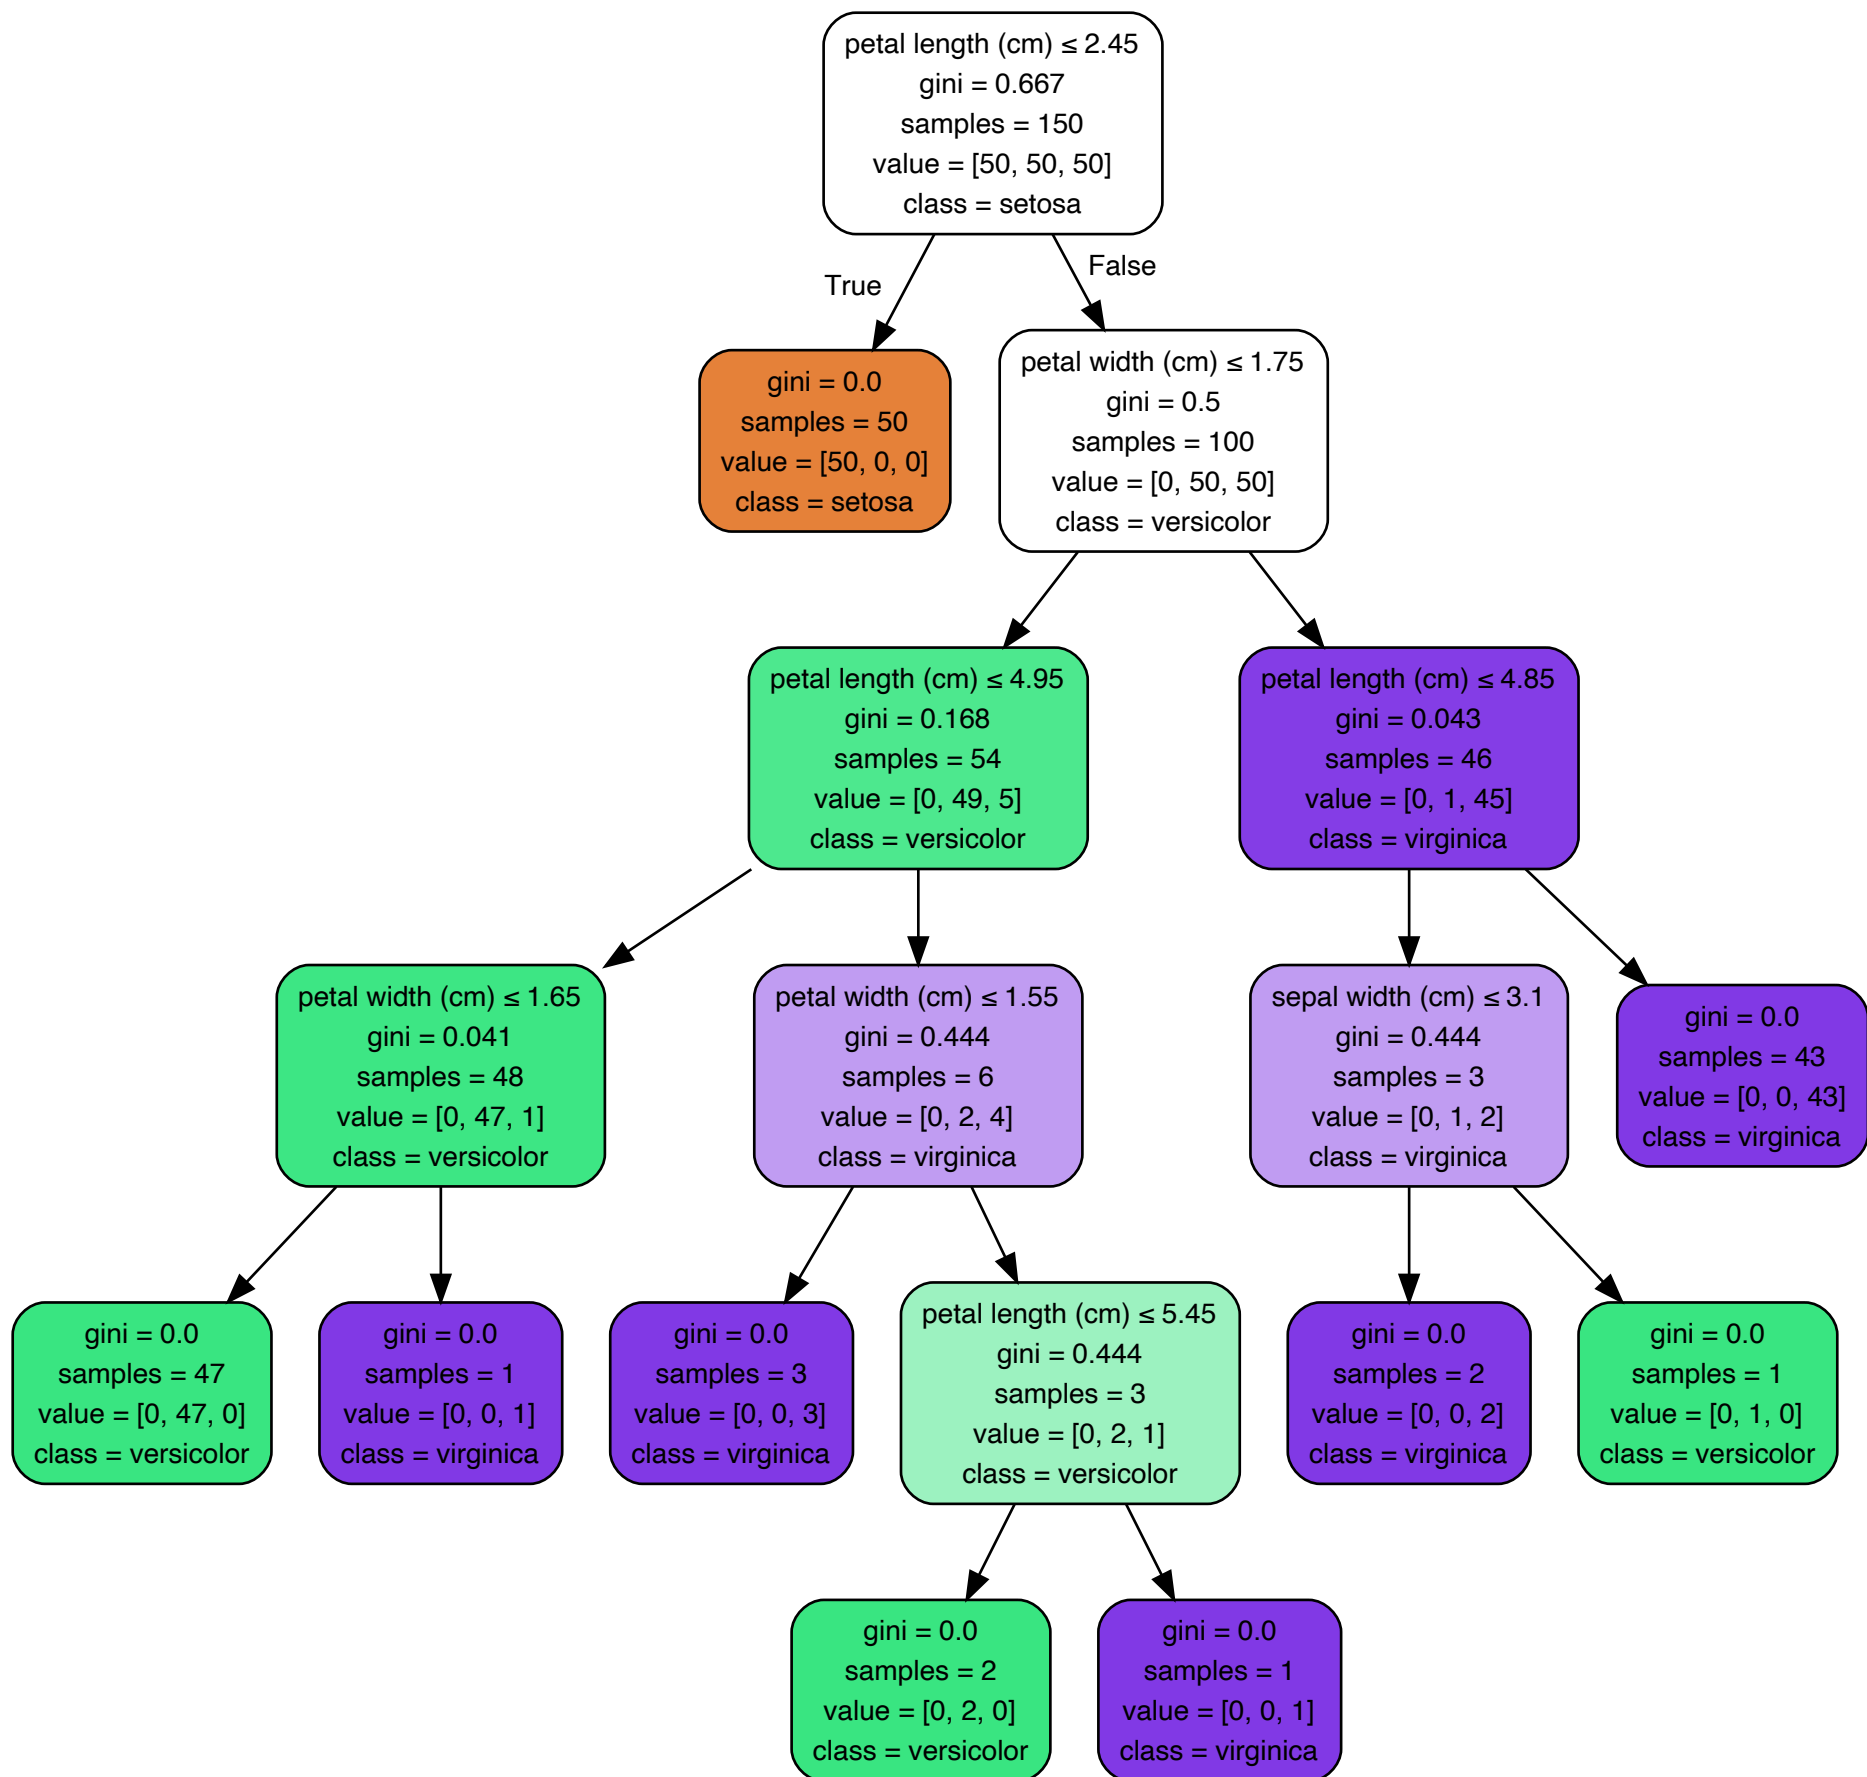 petal length (cm) ≤ 2.45
gini = 0.667
samples = 150
value = [50, 50, 50]
class = setosa
True
False
gini = 0.0
samples = 50
value = [50, 0, 0]
class = setosa
petal width (cm) ≤ 1.75
gini = 0.5
samples = 100
value = [0, 50, 50]
class = versicolor
petal length (cm) ≤ 4.95
gini = 0.168
samples = 54
value = [0, 49, 5]
class = versicolor
petal length (cm) ≤ 4.85
gini = 0.043
samples = 46
value = [0, 1, 45]
class = virginica
petal width (cm) ≤ 1.65
gini = 0.041
samples = 48
value = [0, 47, 1]
class = versicolor
petal width (cm) ≤ 1.55
gini = 0.444
samples = 6
value = [0, 2, 4]
class = virginica
sepal width (cm) ≤ 3.1
gini = 0.444
samples = 3
value = [0, 1, 2]
class = virginica
gini = 0.0
samples = 43
value = [0, 0, 43]
class = virginica
gini = 0.0
samples = 47
value = [0, 47, 0]
class = versicolor
gini = 0.0
samples = 1
value = [0, 0, 1]
class = virginica
gini = 0.0
samples = 3
value = [0, 0, 3]
class = virginica
petal length (cm) ≤ 5.45
gini = 0.444
samples = 3
value = [0, 2, 1]
class = versicolor
gini = 0.0
samples = 2
value = [0, 0, 2]
class = virginica
gini = 0.0
samples = 1
value = [0, 1, 0]
class = versicolor
gini = 0.0
samples = 2
value = [0, 2, 0]
class = versicolor
gini = 0.0
samples = 1
value = [0, 0, 1]
class = virginica